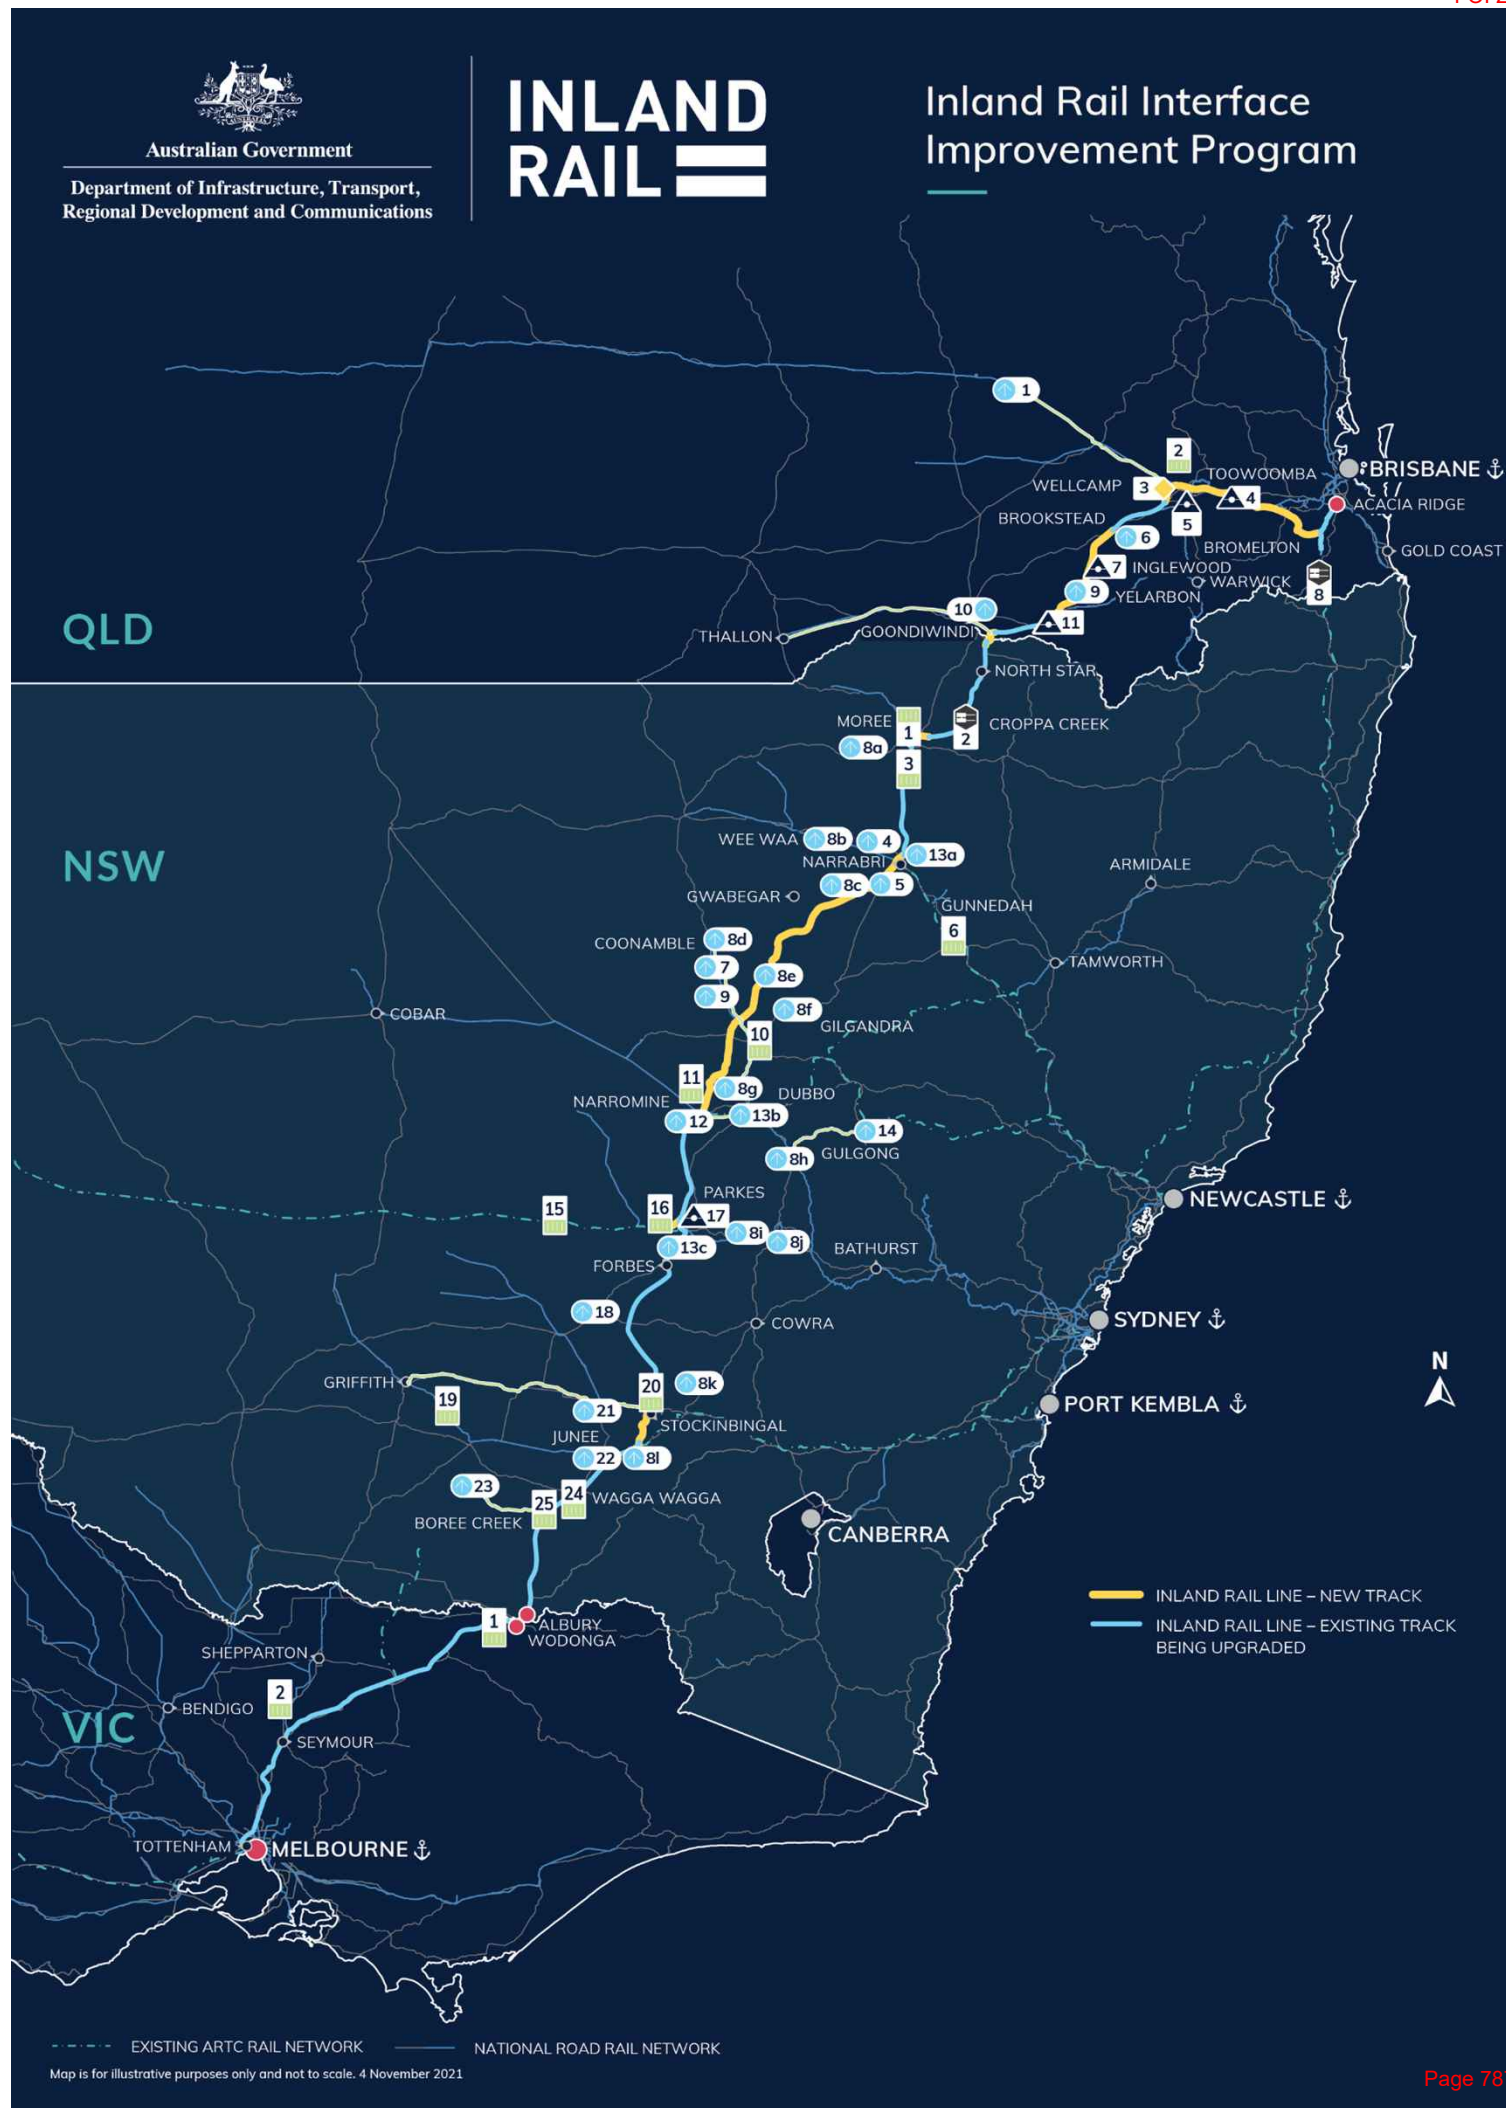 Australian Government
Department of Infrastructure, Transport,
Regional Development and Communications
INLAND
RAIL
Inland Rail Interface
Improvement Program
1
2
TOOWOOMBA
BRISBANE
WELLCAMP
3
4
ACACIA RIDGE
BROOKSTEAD
5
6
BROMELTON
GOLD COAST
7
INGLEWOOD
WARWICK
8
9
YELARBON
10
QLD
11
THALLON
GOONDIWINDI
NORTH STAR
MOREE
1
2
CROPPA CREEK
8a
3
WEE WAA
8b
4
NARRABRI
13a
NSW
ARMIDALE
8c
5
GWABEGAR
GUNNEDAH
6
COONAMBLE
8d
7
TAMWORTH
8e
9
8f
COBAR
GILGANDRA
10
11
8g
DUBBO
NARROMINE
12
13b
14
8h
GULGONG
PARKES
NEWCASTLE
15
16
17
8i
8j
13c
BATHURST
FORBES
18
COWRA
SYDNEY
N
GRIFFITH
20
8k
19
21
PORT KEMBLA
STOCKINBINGAL
JUNEE
22
8l
23
24
WAGGA WAGGA
25
BOREE CREEK
CANBERRA
INLAND RAIL LINE – NEW TRACK
INLAND RAIL LINE – EXISTING TRACK
BEING UPGRADED
1
ALBURY
WODONGA
SHEPPARTON
2
BENDIGO
VIC
SEYMOUR
TOTTENHAM
MELBOURNE
EXISTING ARTC RAIL NETWORK
NATIONAL ROAD RAIL NETWORK
Map is for illustrative purposes only and not to scale. 4 November 2021
Page 78